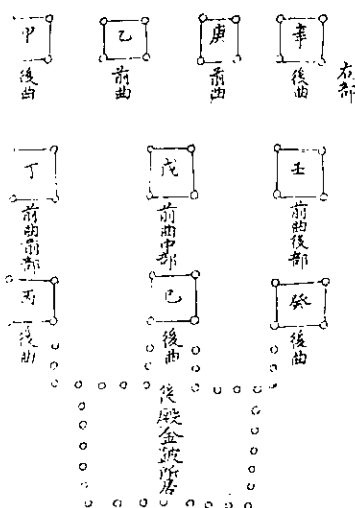 右部
辛
後曲
庚
前曲
乙
前曲
甲
後曲
壬
前曲後部
戊
前曲中部
丁
前曲前部
癸
後曲
巳
後曲
丙
後曲
後殿金鼓所居